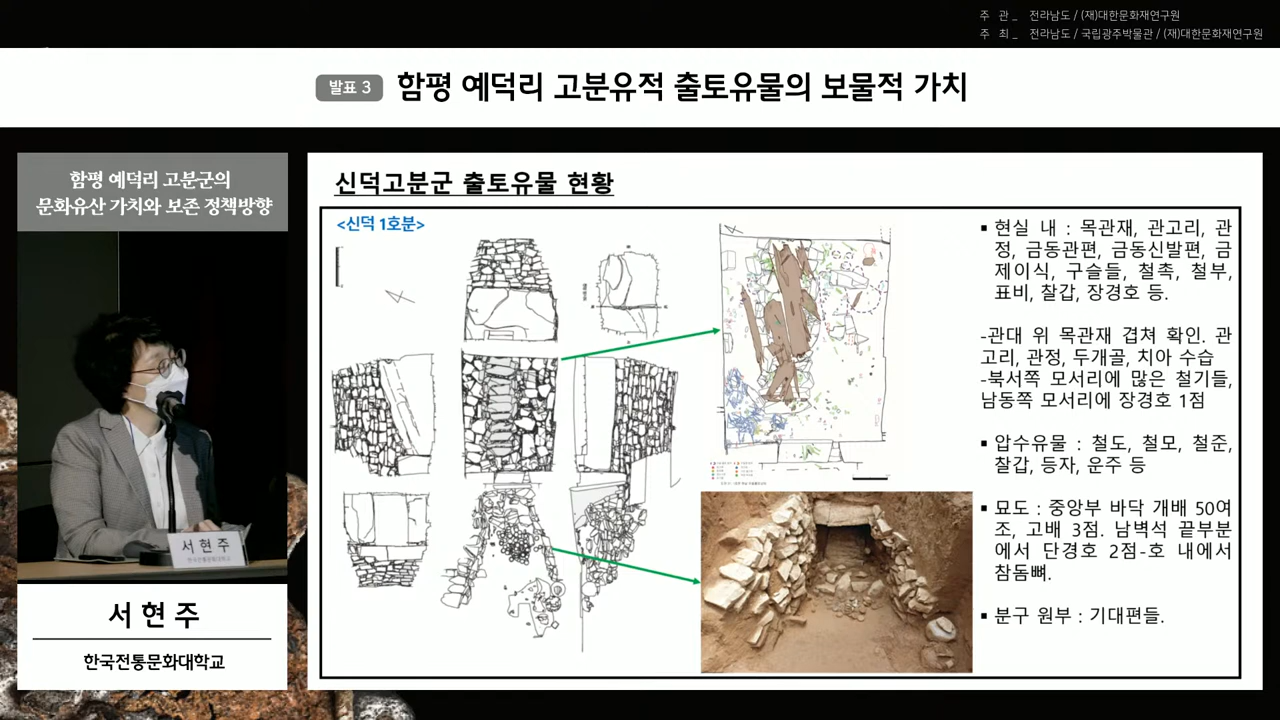 주 관 _ 전라남도 / (재)대한문화재연구원
주 최 _ 전라남도 / 국립광주박물관 / (재)대한문화재연구원
발표 3 함평 예덕리 고분유적 출토유물의 보물적 가치
함평 예덕리 고분군의
문화유산 가치와 보존 정책방향
서현주
서 현 주
한국전통문화대학교
신덕고분군 출토유물 현황
<신덕 1호분>
▪ 현실 내 : 목관재, 관고리, 관
정, 금동관편, 금동신발편, 금
제이식, 구슬들, 철촉, 철부,
표비, 찰갑, 장경호 등.
-관대 위 목관재 겹쳐 확인. 관
고리, 관정, 두개골, 치아 수습
-북서쪽 모서리에 많은 철기들,
남동쪽 모서리에 장경호 1점
▪ 압수유물 : 철도, 철모, 철준,
찰갑, 등자, 운주 등
▪ 묘도 : 중앙부 바닥 개배 50여
조, 고배 3점. 남벽석 끝부분
에서 단경호 2점-호 내에서
참돔뼈.
▪ 분구 원부 : 기대편들.